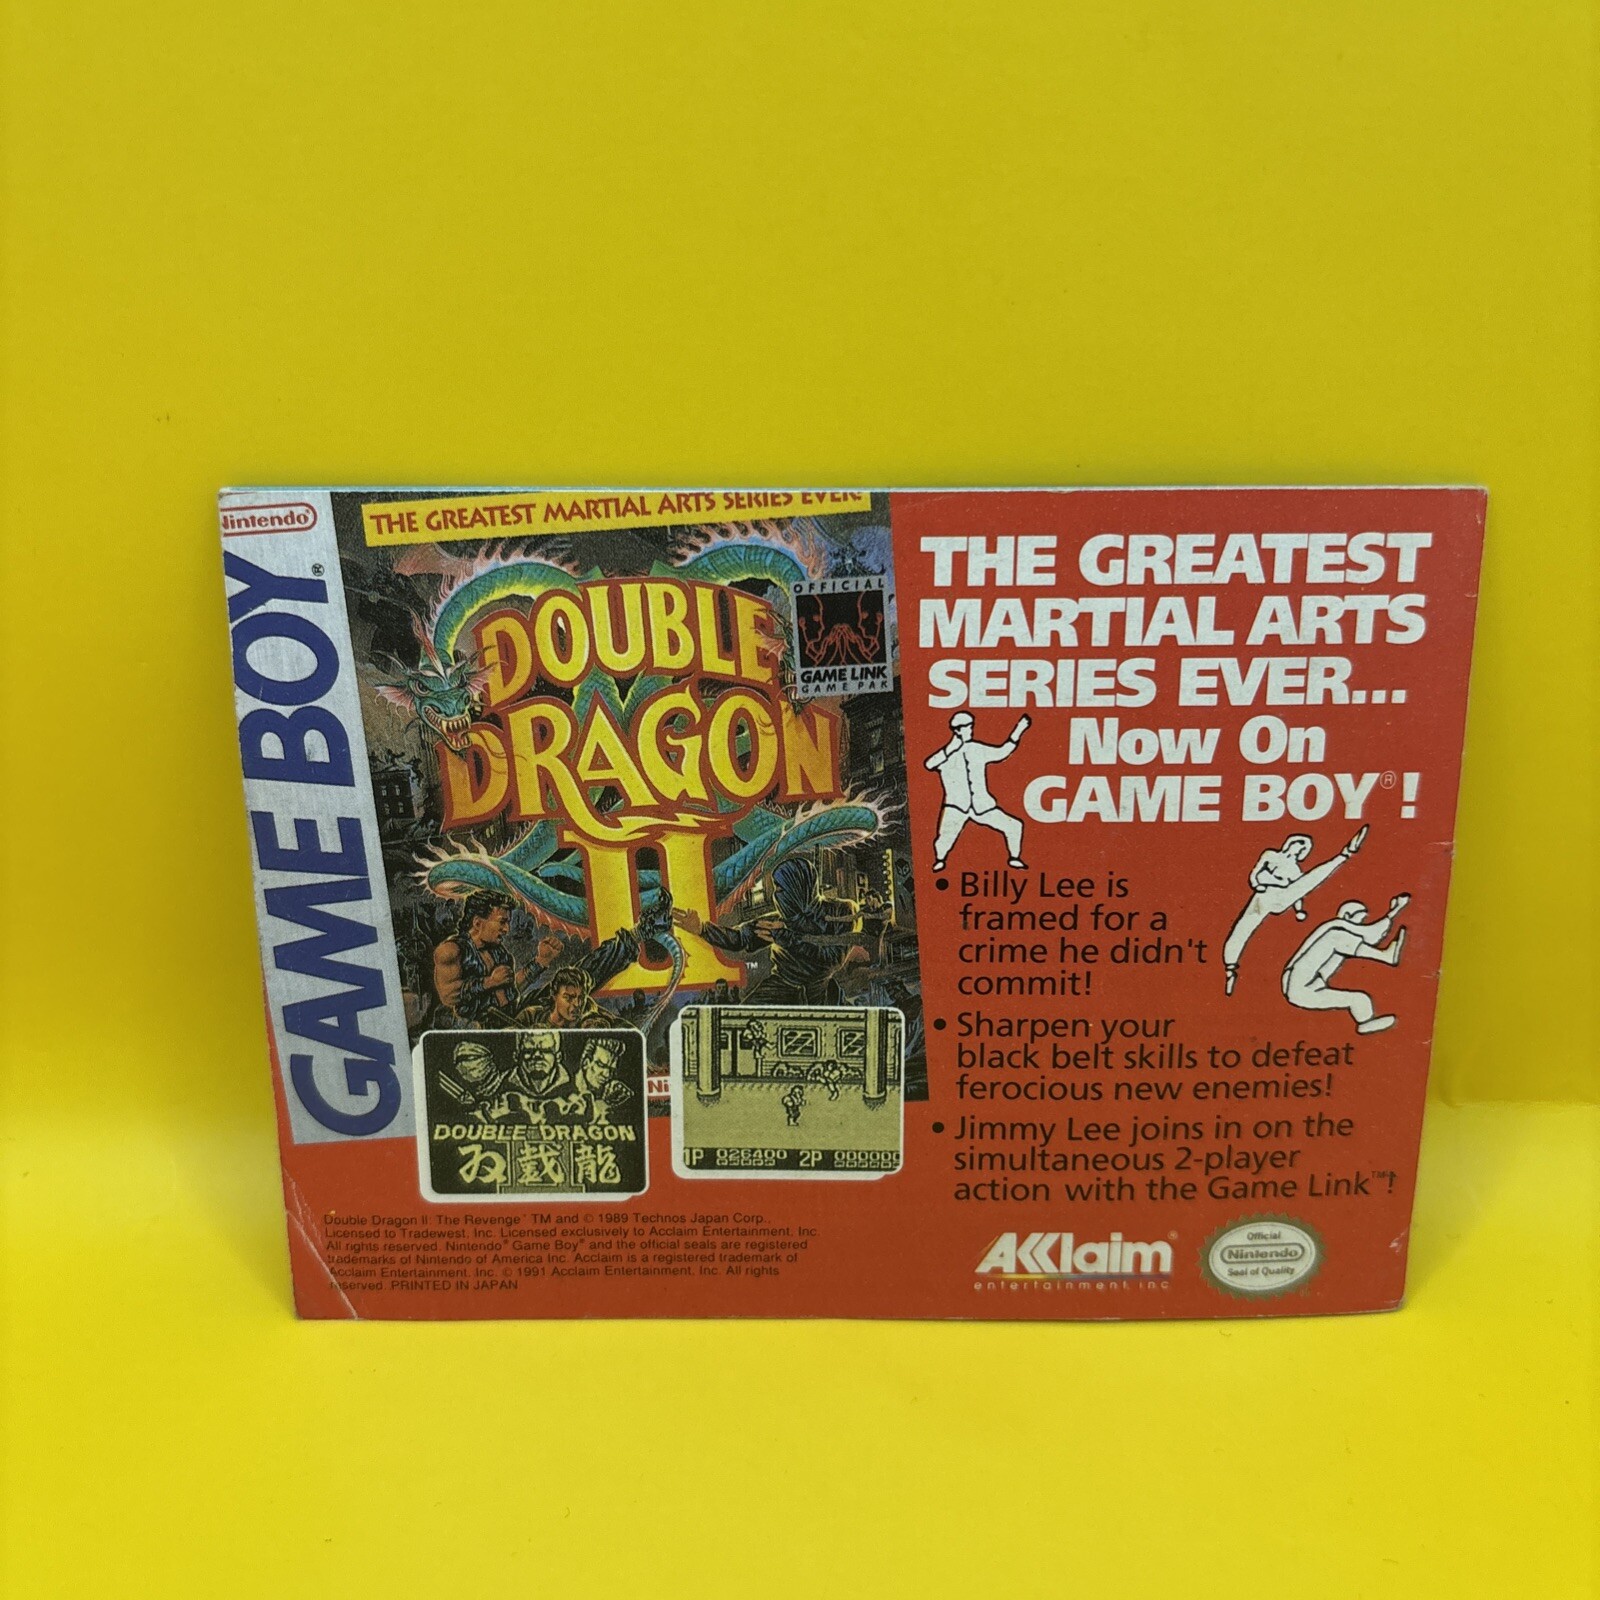 Nintendo®
GAME BOY®
THE GREATEST MARTIAL ARTS SERIES EVER!
DOUBLE
DRAGON
II™
OFFICIAL
GAME LINK
GAME PAK
Ni
DOUBLE DRAGON
双截龍
1P 026400 2P 000000
Double Dragon II: The Revenge™ TM and © 1989 Technos Japan Corp.,
Licensed to Tradewest, Inc. Licensed exclusively to Acclaim Entertainment, Inc.
All rights reserved. Nintendo® Game Boy® and the official seals are registered
trademarks of Nintendo of America Inc. Acclaim is a registered trademark of
Acclaim Entertainment, Inc. © 1991 Acclaim Entertainment, Inc. All rights
reserved. PRINTED IN JAPAN
THE GREATEST
MARTIAL ARTS
SERIES EVER...
Now On
GAME BOY®!
• Billy Lee is
framed for a
crime he didn't
commit!
• Sharpen your
black belt skills to defeat
ferocious new enemies!
• Jimmy Lee joins in on the
simultaneous 2-player
action with the Game Link™!
AKKlaim®
entertainment inc
Official
Nintendo
Seal of Quality